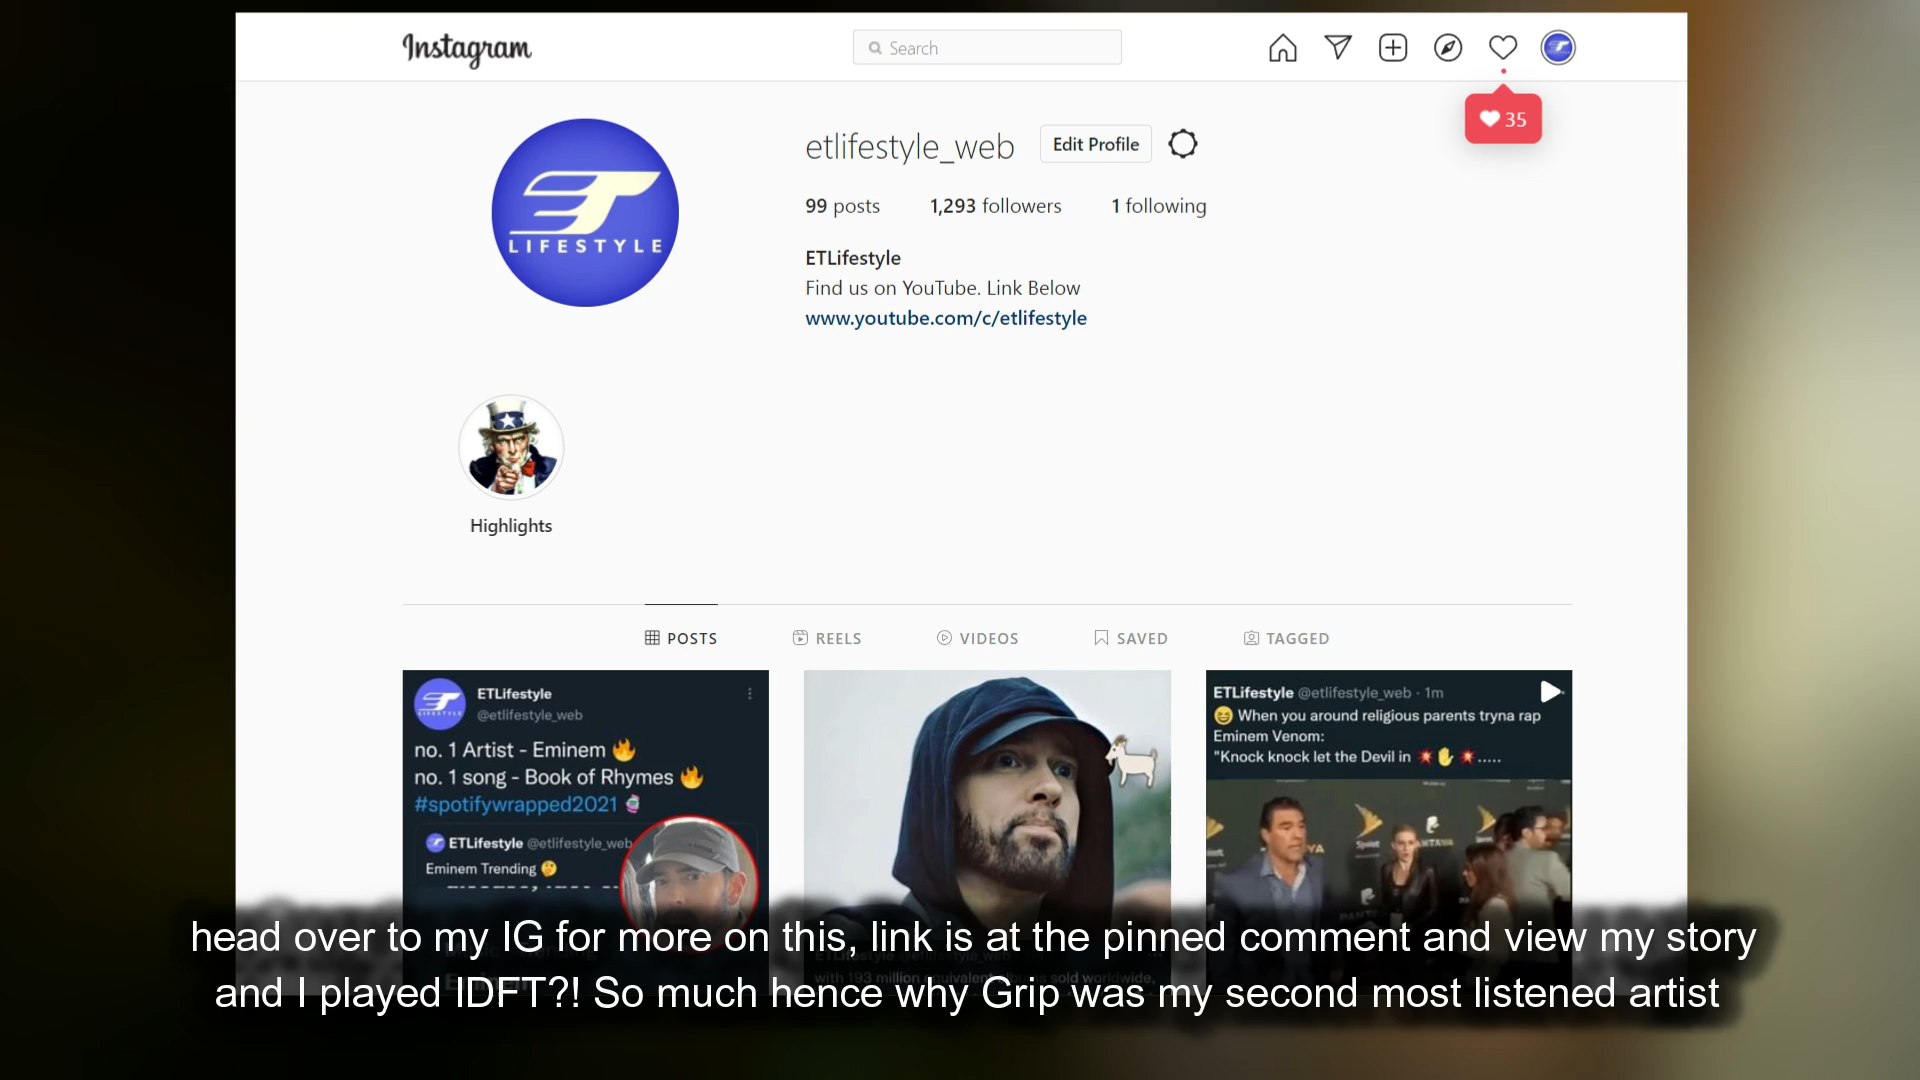 Instagram
Search
35
LIFESTYLE
etlifestyle_web
Edit Profile
99 posts
1,293 followers
1 following
ETLifestyle
Find us on YouTube. Link Below
www.youtube.com/c/etlifestyle
Highlights
POSTS
REELS
VIDEOS
SAVED
TAGGED
ETLifestyle
@etlifestyle_web
no. 1 Artist - Eminem 🔥
no. 1 song - Book of Rhymes 🔥
#spotifywrapped2021
ETLifestyle @etlifestyle_web
Eminem Trending 🤔
ETLifestyle @etlifestyle_web · 1m
😆 When you around religious parents tryna rap
Eminem Venom:
"Knock knock let the Devil in 💥✋💥.....
Sprint
with 193 million equivalent albums sold worldwide,
head over to my IG for more on this, link is at the pinned comment and view my story
and I played IDFT?! So much hence why Grip was my second most listened artist